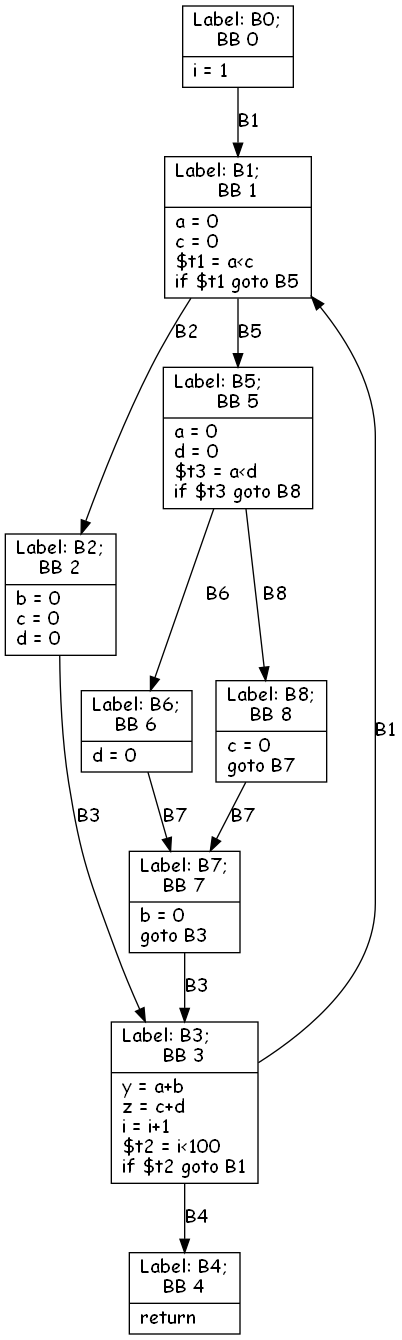 Label: B0;
BB 0
i = 1
B1
Label: B1;
BB 1
a = 0
c = 0
$t1 = a<c
if $t1 goto B5
B2
B5
Label: B5;
BB 5
a = 0
d = 0
$t3 = a<d
if $t3 goto B8
Label: B2;
BB 2
b = 0
c = 0
d = 0
B6
B8
Label: B6;
BB 6
d = 0
Label: B8;
BB 8
c = 0
goto B7
B1
B3
B7
B7
Label: B7;
BB 7
b = 0
goto B3
B3
Label: B3;
BB 3
y = a+b
z = c+d
i = i+1
$t2 = i<100
if $t2 goto B1
B4
Label: B4;
BB 4
return